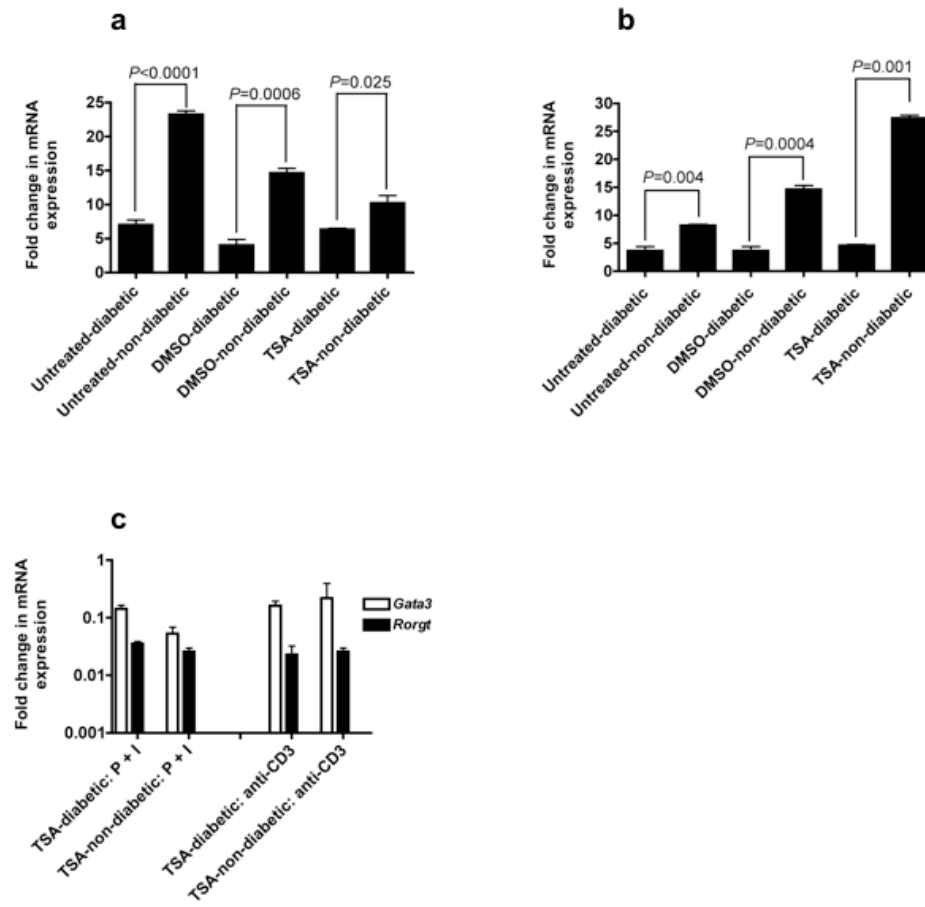 a
P<0.0001
P=0.0006
P=0.025
Fold change in mRNA
expression
25
20
15
10
5
0
Untreated-diabetic
Untreated-non-diabetic
DMSO-diabetic
DMSO-non-diabetic
TSA-diabetic
TSA-non-diabetic
b
P=0.004
P=0.0004
P=0.001
Fold change in mRNA
expression
30
25
20
15
10
5
0
Untreated-diabetic
Untreated-non-diabetic
DMSO-diabetic
DMSO-non-diabetic
TSA-diabetic
TSA-non-diabetic
c
Fold change in mRNA
expression
1
0.1
0.01
0.001
Gata3
Rorgt
TSA-diabetic: P + I
TSA-non-diabetic: P + I
TSA-diabetic: anti-CD3
TSA-non-diabetic: anti-CD3